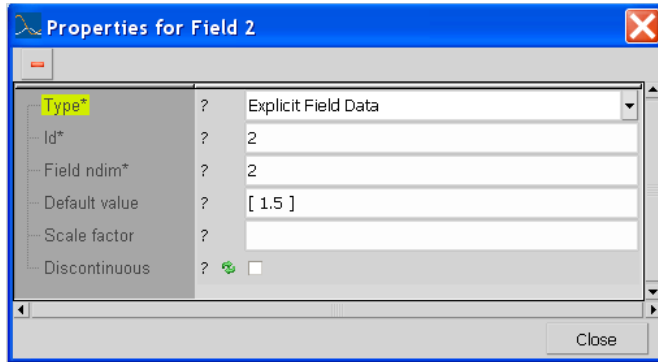 Properties for Field 2
Type* ? Explicit Field Data
Id* ? 2
Field ndim* ? 2
Default value ? [ 1.5 ]
Scale factor ?
Discontinuous ?
Close